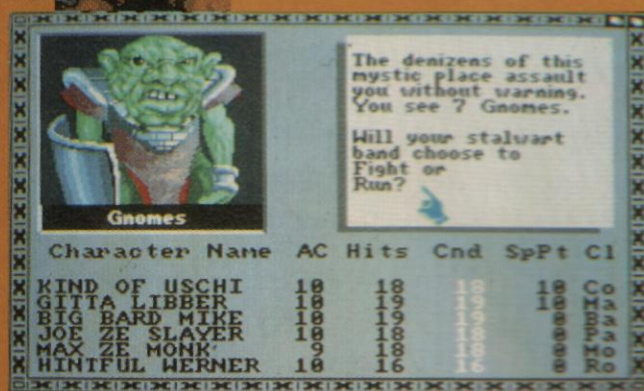 The denizens of this
mystic place assault
you without warning.
You see 7 Gnomes.
Will your stalwart
band choose to
Fight or
Run?
Gnomes
Character Name AC Hits Cnd SpPt Cl
KIND OF USCHI 10 18 18 10 Co
GITTA LIBBER 10 19 19 10 Ma
BIG BARD MIKE 10 19 19 0 Ba
JOE ZE SLAYER 10 18 18 0 Pa
MAX ZE MONK 9 18 18 0 Mo
HINTFUL WERNER 10 16 16 0 Ro